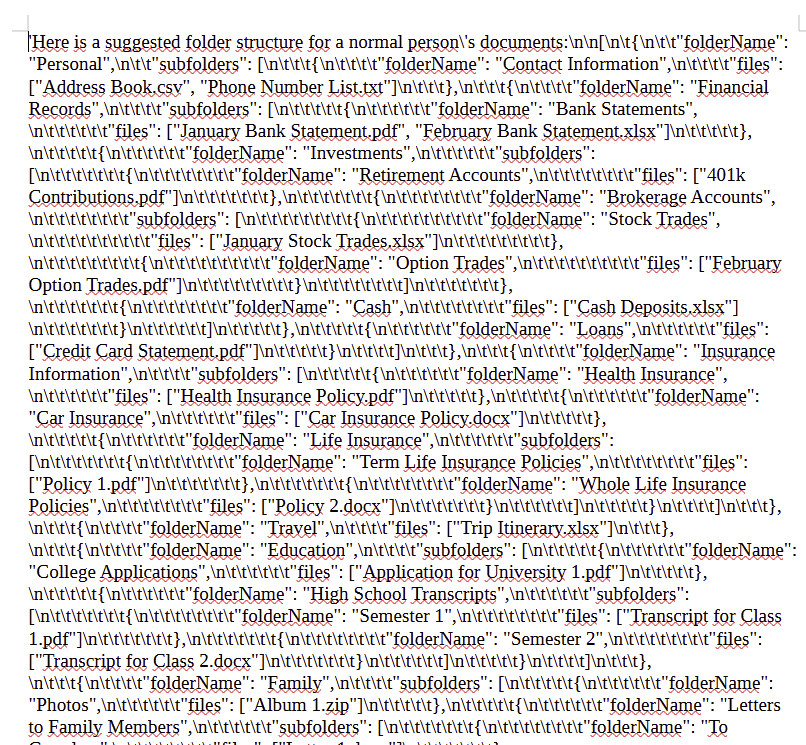 'Here is a suggested folder structure for a normal person\'s documents:\n\n[\n\t{\n\t\t"folderName":
"Personal",\n\t\t"subfolders": [\n\t\t\t{\n\t\t\t\t"folderName": "Contact Information",\n\t\t\t\t"files":
["Address Book.csv", "Phone Number List.txt"]\n\t\t\t},\n\t\t\t{\n\t\t\t\t"folderName": "Financial
Records",\n\t\t\t\t"subfolders": [\n\t\t\t\t\t{\n\t\t\t\t\t\t"folderName": "Bank Statements",
\n\t\t\t\t\t\t"files": ["January Bank Statement.pdf", "February Bank Statement.xlsx"]\n\t\t\t\t\t},
\n\t\t\t\t\t{\n\t\t\t\t\t\t"folderName": "Investments",\n\t\t\t\t\t\t"subfolders":
[\n\t\t\t\t\t\t\t{\n\t\t\t\t\t\t\t\t"folderName": "Retirement Accounts",\n\t\t\t\t\t\t\t\t"files": ["401k
Contributions.pdf"]\n\t\t\t\t\t\t\t},\n\t\t\t\t\t\t\t{\n\t\t\t\t\t\t\t\t"folderName": "Brokerage Accounts",
\n\t\t\t\t\t\t\t\t"subfolders": [\n\t\t\t\t\t\t\t\t\t{\n\t\t\t\t\t\t\t\t\t\t"folderName": "Stock Trades",
\n\t\t\t\t\t\t\t\t\t\t"files": ["January Stock Trades.xlsx"]\n\t\t\t\t\t\t\t\t\t},
\n\t\t\t\t\t\t\t\t\t{\n\t\t\t\t\t\t\t\t\t\t"folderName": "Option Trades",\n\t\t\t\t\t\t\t\t\t\t"files": ["February
Option Trades.pdf"]\n\t\t\t\t\t\t\t\t\t}\n\t\t\t\t\t\t\t\t]\n\t\t\t\t\t\t\t},
\n\t\t\t\t\t\t\t{\n\t\t\t\t\t\t\t\t"folderName": "Cash",\n\t\t\t\t\t\t\t\t"files": ["Cash Deposits.xlsx"]
\n\t\t\t\t\t\t\t}\n\t\t\t\t\t\t]\n\t\t\t\t\t},\n\t\t\t\t\t{\n\t\t\t\t\t\t"folderName": "Loans",\n\t\t\t\t\t\t"files":
["Credit Card Statement.pdf"]\n\t\t\t\t\t}\n\t\t\t\t]\n\t\t\t},\n\t\t\t{\n\t\t\t\t"folderName": "Insurance
Information",\n\t\t\t\t"subfolders": [\n\t\t\t\t\t{\n\t\t\t\t\t\t"folderName": "Health Insurance",
\n\t\t\t\t\t\t"files": ["Health Insurance Policy.pdf"]\n\t\t\t\t\t},\n\t\t\t\t\t{\n\t\t\t\t\t\t"folderName":
"Car Insurance",\n\t\t\t\t\t\t"files": ["Car Insurance Policy.docx"]\n\t\t\t\t\t},
\n\t\t\t\t\t{\n\t\t\t\t\t\t"folderName": "Life Insurance",\n\t\t\t\t\t\t"subfolders":
[\n\t\t\t\t\t\t\t{\n\t\t\t\t\t\t\t\t"folderName": "Term Life Insurance Policies",\n\t\t\t\t\t\t\t\t"files":
["Policy 1.pdf"]\n\t\t\t\t\t\t\t},\n\t\t\t\t\t\t\t{\n\t\t\t\t\t\t\t\t"folderName": "Whole Life Insurance
Policies",\n\t\t\t\t\t\t\t\t"files": ["Policy 2.docx"]\n\t\t\t\t\t\t\t}\n\t\t\t\t\t\t]\n\t\t\t\t\t}\n\t\t\t\t]\n\t\t\t},
\n\t\t\t{\n\t\t\t\t"folderName": "Travel",\n\t\t\t\t"files": ["Trip Itinerary.xlsx"]\n\t\t\t},
\n\t\t\t{\n\t\t\t\t"folderName": "Education",\n\t\t\t\t"subfolders": [\n\t\t\t\t\t{\n\t\t\t\t\t\t"folderName":
"College Applications",\n\t\t\t\t\t\t"files": ["Application for University 1.pdf"]\n\t\t\t\t\t},
\n\t\t\t\t\t{\n\t\t\t\t\t\t"folderName": "High School Transcripts",\n\t\t\t\t\t\t"subfolders":
[\n\t\t\t\t\t\t\t{\n\t\t\t\t\t\t\t\t"folderName": "Semester 1",\n\t\t\t\t\t\t\t\t"files": ["Transcript for Class
1.pdf"]\n\t\t\t\t\t\t\t},\n\t\t\t\t\t\t\t{\n\t\t\t\t\t\t\t\t"folderName": "Semester 2",\n\t\t\t\t\t\t\t\t"files":
["Transcript for Class 2.docx"]\n\t\t\t\t\t\t\t}\n\t\t\t\t\t\t]\n\t\t\t\t\t}\n\t\t\t\t]\n\t\t\t},
\n\t\t\t{\n\t\t\t\t"folderName": "Family",\n\t\t\t\t"subfolders": [\n\t\t\t\t\t{\n\t\t\t\t\t\t"folderName":
"Photos",\n\t\t\t\t\t\t"files": ["Album 1.zip"]\n\t\t\t\t\t},\n\t\t\t\t\t{\n\t\t\t\t\t\t"folderName": "Letters
to Family Members",\n\t\t\t\t\t\t"subfolders": [\n\t\t\t\t\t\t\t{\n\t\t\t\t\t\t\t\t"folderName": "To